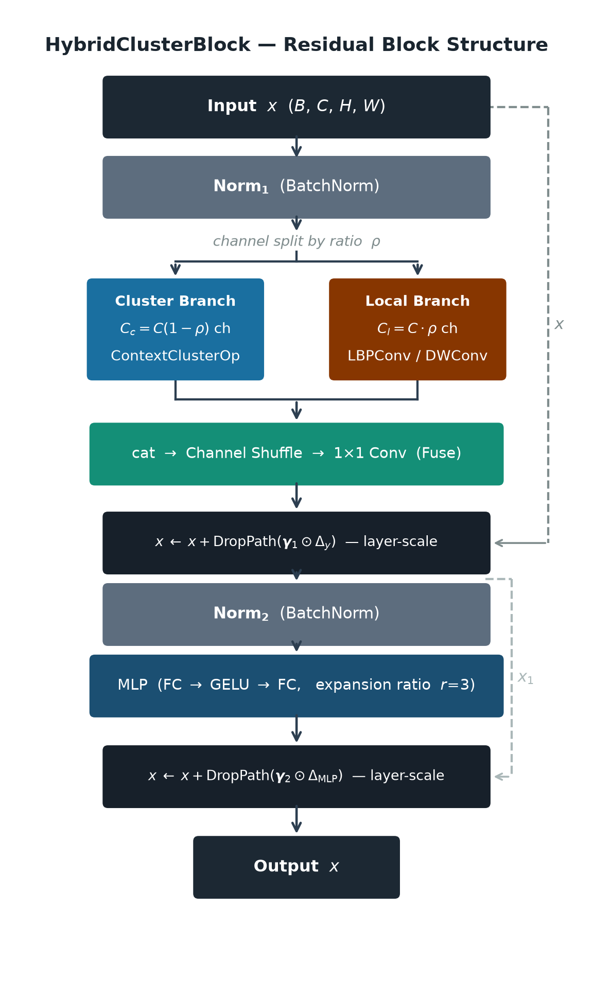 HybridClusterBlock — Residual Block Structure
Input x (B, C, H, W)
Norm₁ (BatchNorm)
channel split by ratio ρ
Cluster Branch
C_c = C(1 − ρ) ch
ContextClusterOp
Local Branch
C_l = C · ρ ch
LBPConv / DWConv
x
cat → Channel Shuffle → 1×1 Conv (Fuse)
x ← x + DropPath(γ₁ ⊙ Δ_y) — layer-scale
Norm₂ (BatchNorm)
x₁
MLP (FC → GELU → FC, expansion ratio r=3)
x ← x + DropPath(γ₂ ⊙ Δ_MLP) — layer-scale
Output x